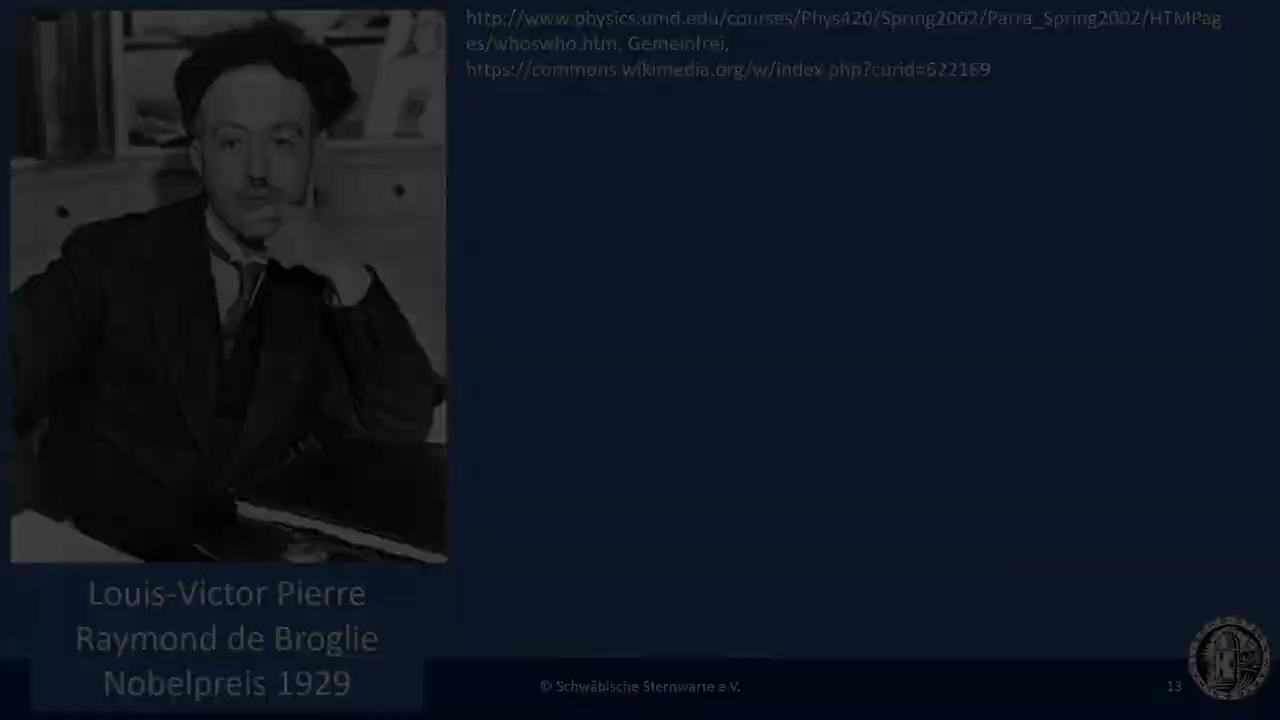 http://www.physics.umd.edu/courses/Phys420/Spring2002/Parra_Spring2002/HTMPag
es/whoswho.htm, Gemeinfrei,
https://commons.wikimedia.org/w/index.php?curid=622169
Louis-Victor Pierre
Raymond de Broglie
Nobelpreis 1929
© Schwäbische Sternwarte e.V.
13